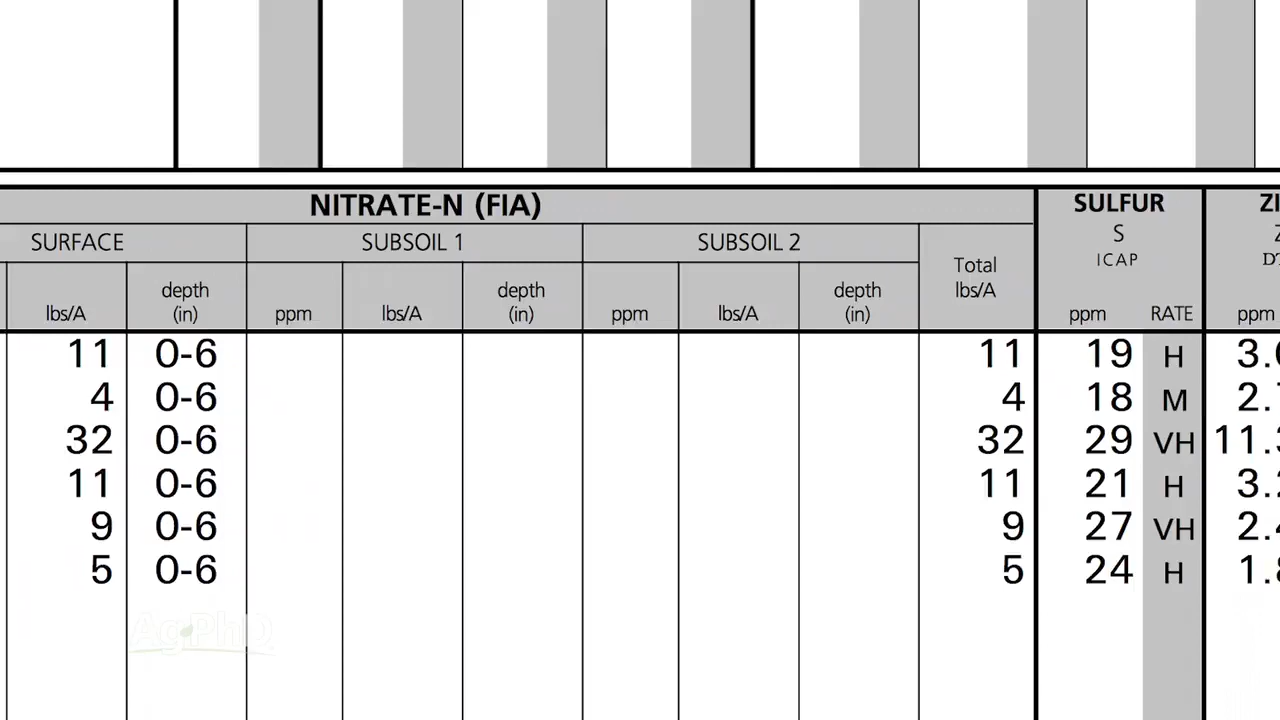 NITRATE-N (FIA) SULFUR
SURFACE SUBSOIL 1 SUBSOIL 2 S
Total lbs/A ICAP
lbs/A depth (in) ppm lbs/A depth (in) ppm lbs/A depth (in) ppm RATE ppm
11 0-6 11 19 H
4 0-6 4 18 M
32 0-6 32 29 VH
11 0-6 11 21 H
9 0-6 9 27 VH
5 0-6 5 24 H
Ag PhD